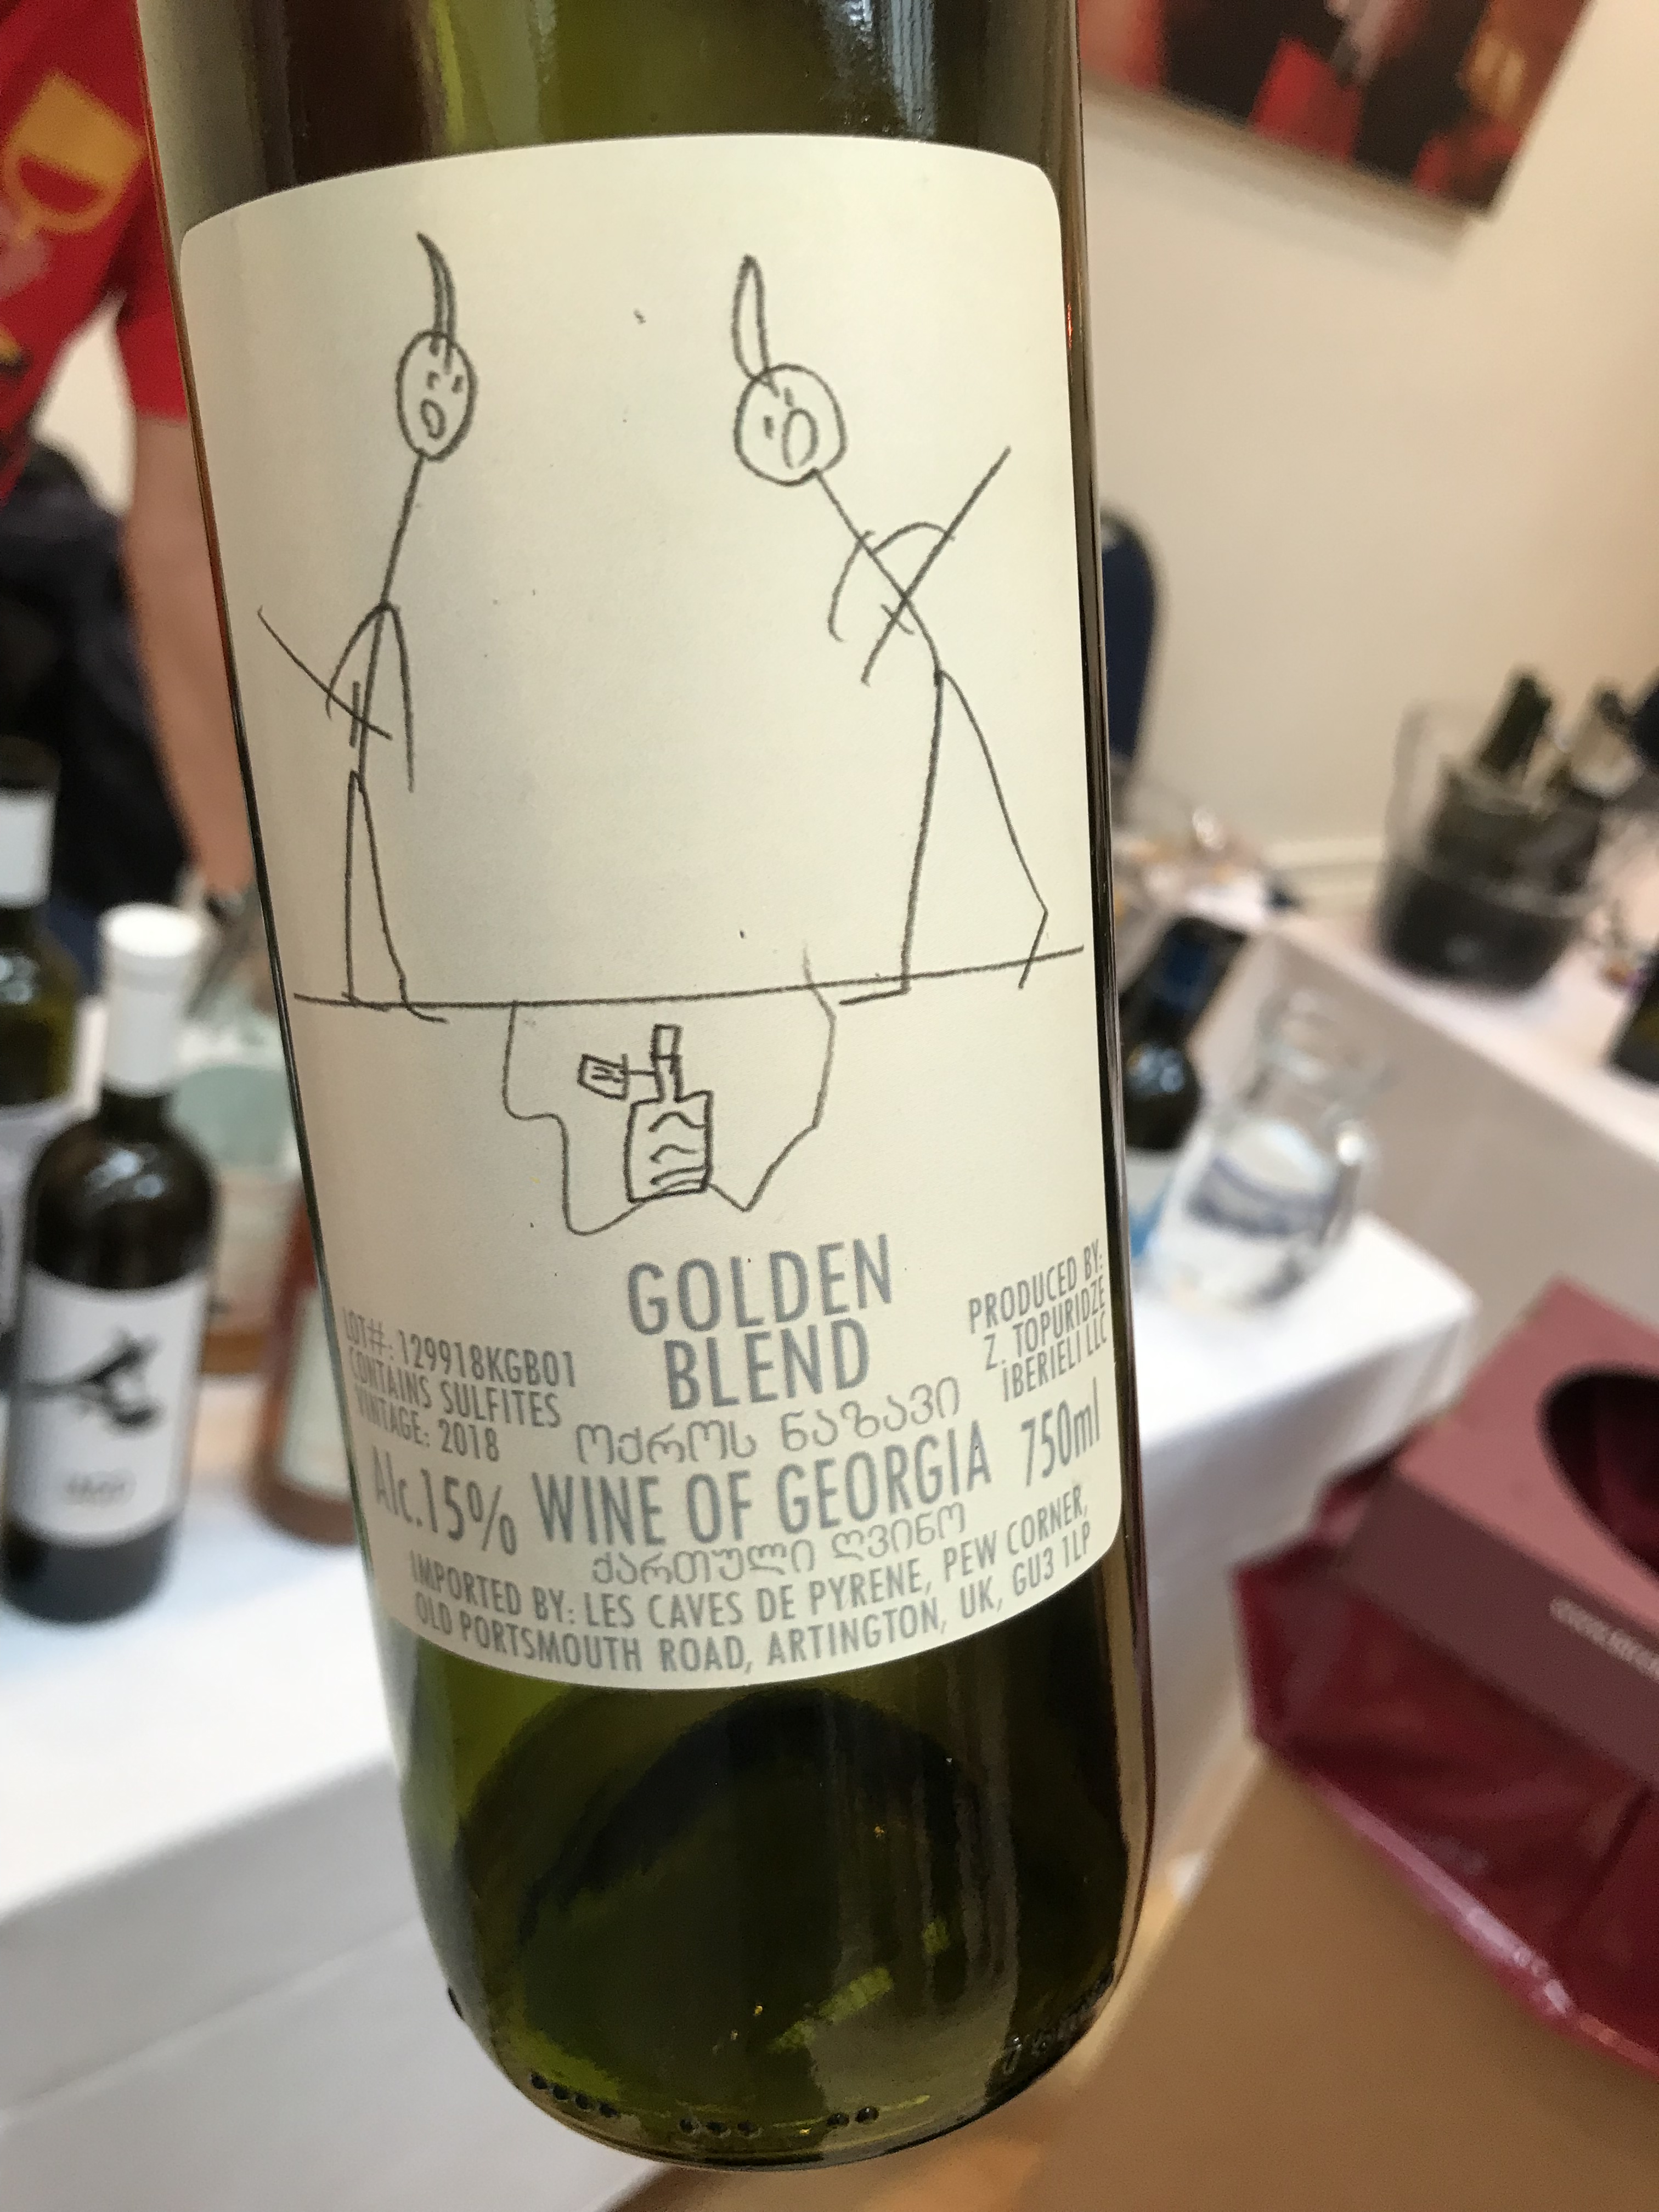 GOLDEN
BLEND
LOT#: 129918KGB01
CONTAINS SULFITES
VINTAGE: 2018
PRODUCED BY:
Z. TOPURIDZE
IBERIELI LLC
ოქროს ნაზავი
Alc.15% WINE OF GEORGIA 750ml
ქართული ღვინო
IMPORTED BY: LES CAVES DE PYRENE, PEW CORNER,
OLD PORTSMOUTH ROAD, ARTINGTON, UK, GU3 1LP